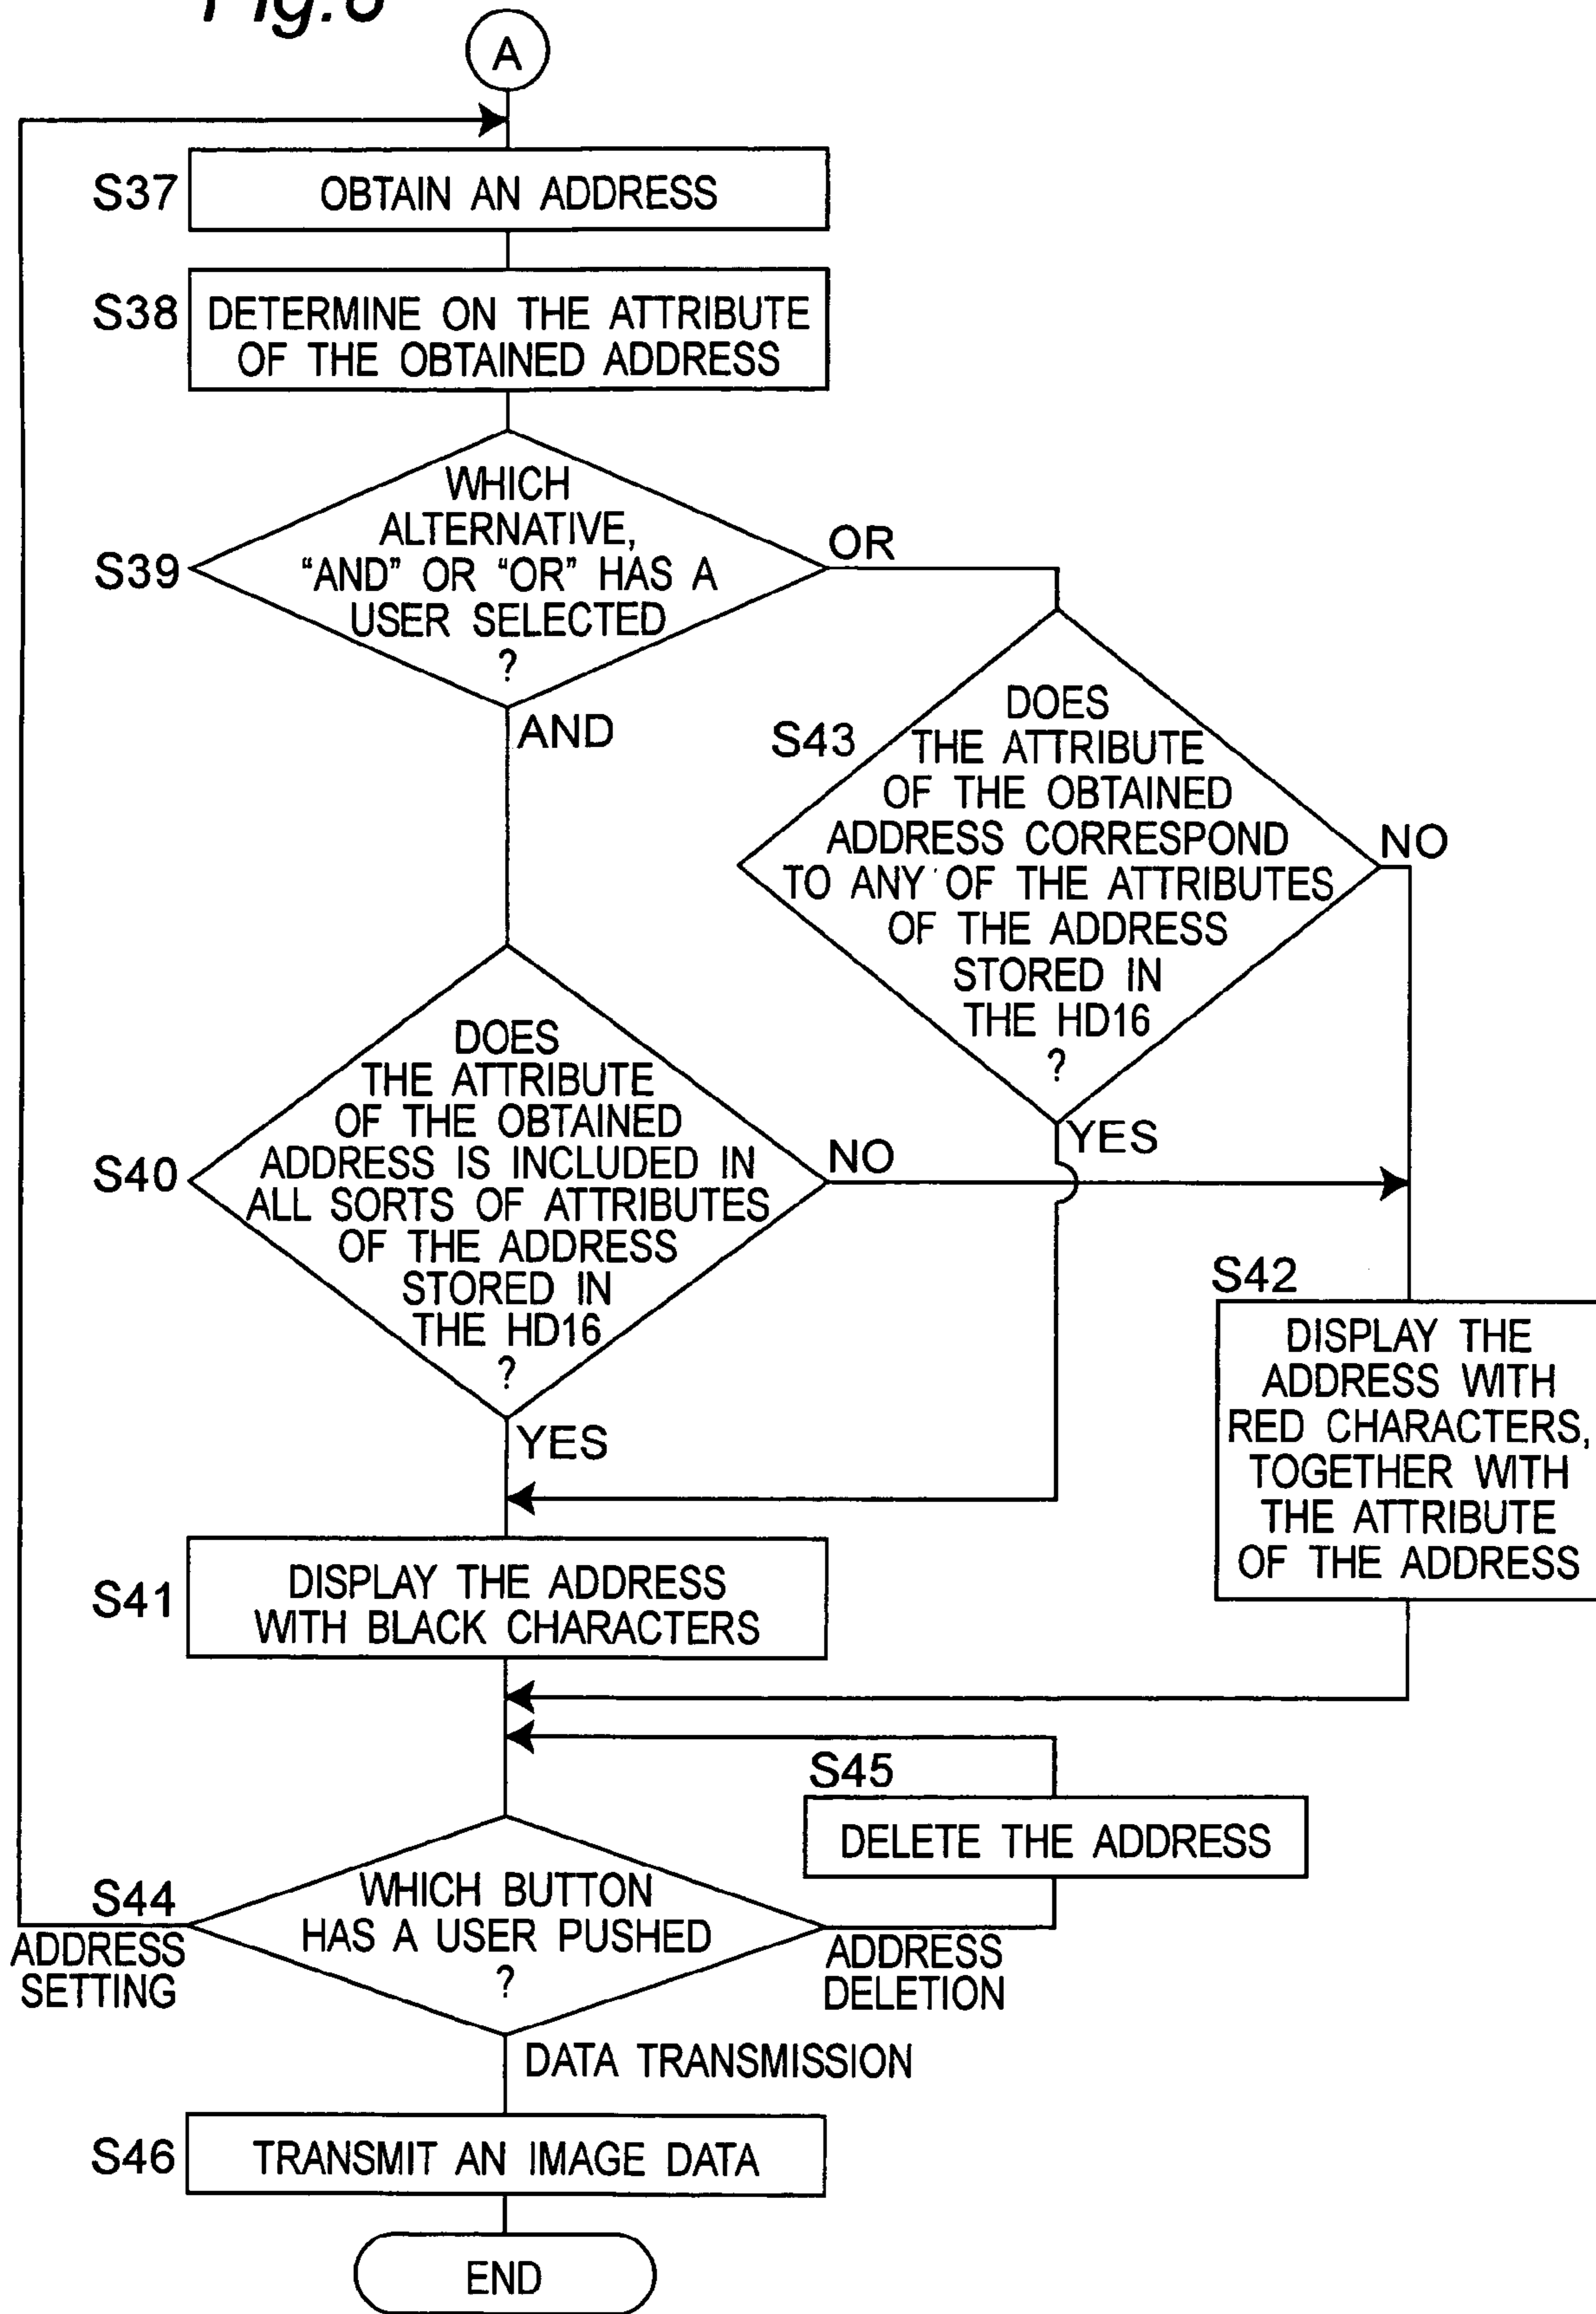 A
S37
OBTAIN AN ADDRESS
S38
DETERMINE ON THE ATTRIBUTE
OF THE OBTAINED ADDRESS
S39
WHICH
ALTERNATIVE,
“AND” OR “OR” HAS A
USER SELECTED
?
OR
AND
S43
DOES
THE ATTRIBUTE
OF THE OBTAINED
ADDRESS CORRESPOND
TO ANY OF THE ATTRIBUTES
OF THE ADDRESS
STORED IN
THE HD16
?
NO
YES
S40
DOES
THE ATTRIBUTE
OF THE OBTAINED
ADDRESS IS INCLUDED IN
ALL SORTS OF ATTRIBUTES
OF THE ADDRESS
STORED IN
THE HD16
?
NO
YES
S42
DISPLAY THE
ADDRESS WITH
RED CHARACTERS,
TOGETHER WITH
THE ATTRIBUTE
OF THE ADDRESS
S41
DISPLAY THE ADDRESS
WITH BLACK CHARACTERS
S45
DELETE THE ADDRESS
S44
WHICH BUTTON
HAS A USER PUSHED
?
ADDRESS
SETTING
ADDRESS
DELETION
DATA TRANSMISSION
S46
TRANSMIT AN IMAGE DATA
END